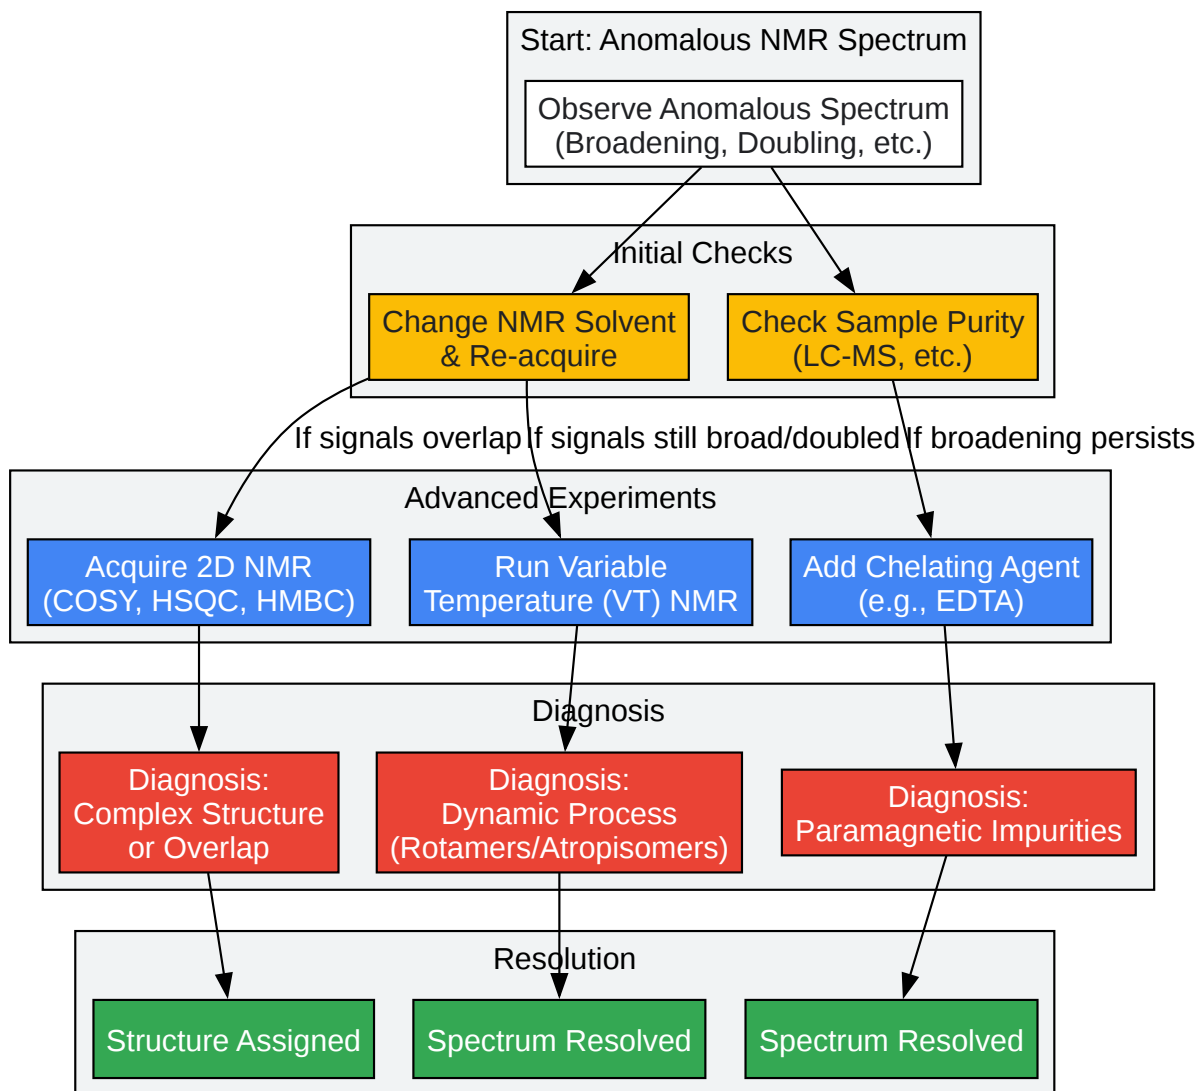 Start: Anomalous NMR Spectrum
Observe Anomalous Spectrum
(Broadening, Doubling, etc.)
Initial Checks
Change NMR Solvent
& Re-acquire
Check Sample Purity
(LC-MS, etc.)
If signals overlap
If signals still broad/doubled
If broadening persists
Advanced Experiments
Acquire 2D NMR
(COSY, HSQC, HMBC)
Run Variable
Temperature (VT) NMR
Add Chelating Agent
(e.g., EDTA)
Diagnosis
Diagnosis:
Complex Structure
or Overlap
Diagnosis:
Dynamic Process
(Rotamers/Atropisomers)
Diagnosis:
Paramagnetic Impurities
Resolution
Structure Assigned
Spectrum Resolved
Spectrum Resolved